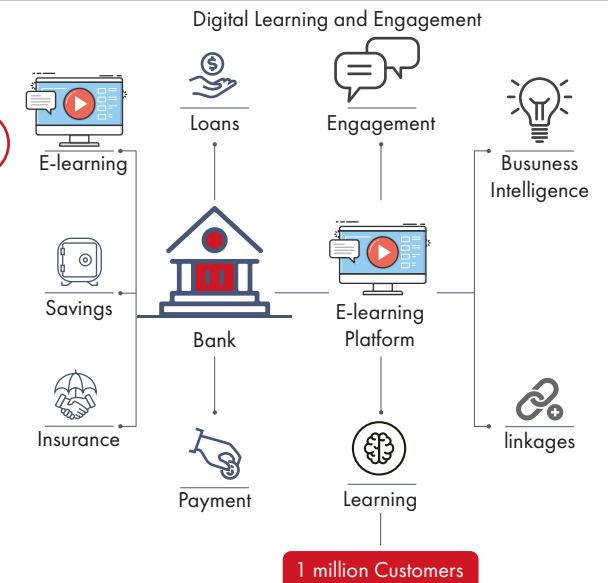 Digital Learning and Engagement
Loans
Engagement
E-learning
Busuness
Intelligence
Savings
Bank
E-learning
Platform
Insurance
linkages
Payment
Learning
1 million Customers